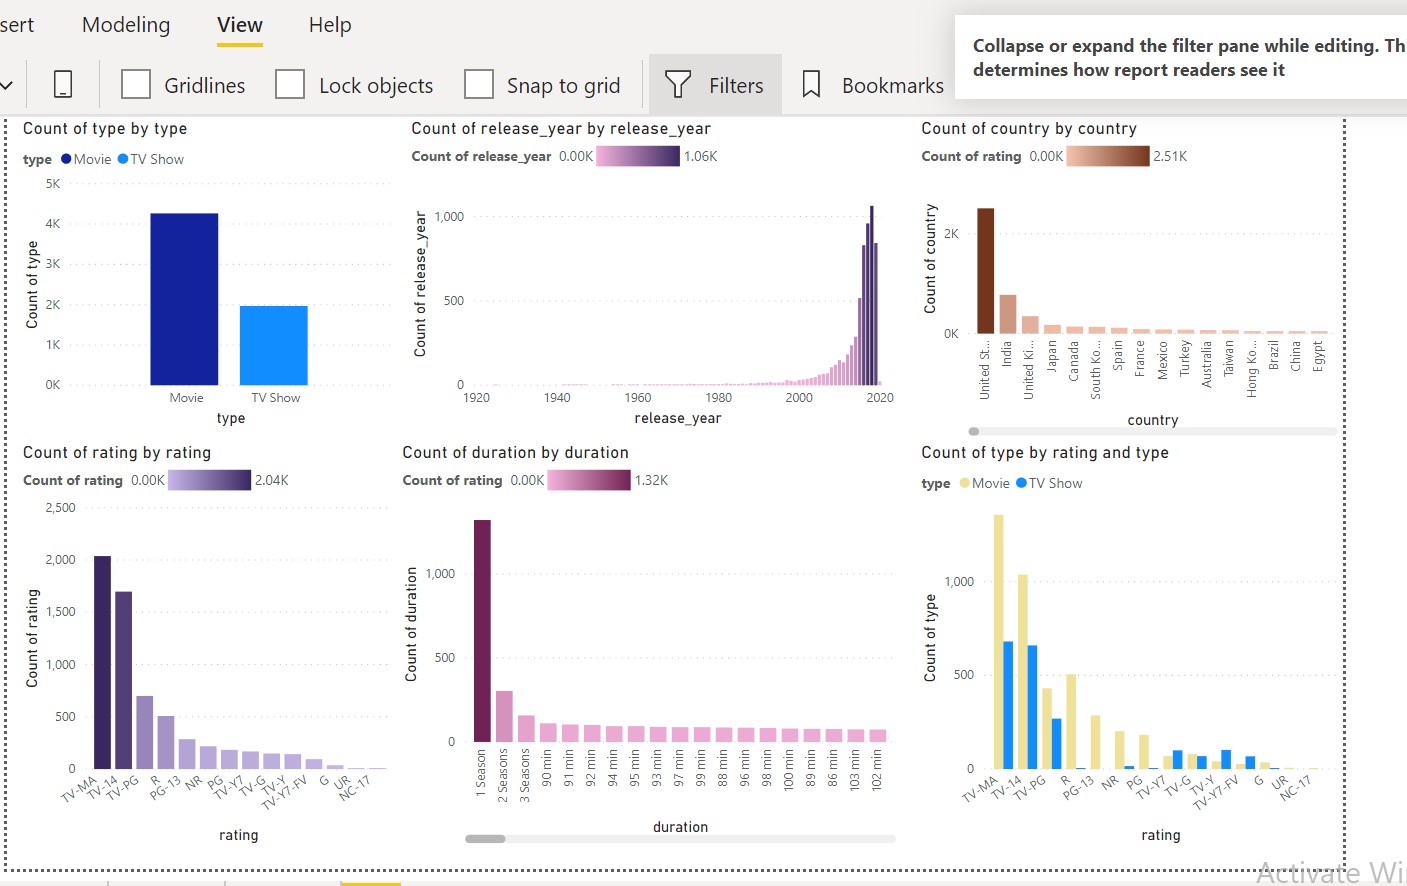 sert Modeling View Help
Collapse or expand the filter pane while editing. Th
determines how report readers see it
Gridlines Lock objects Snap to grid Filters Bookmarks
Count of type by type
type Movie TV Show
5K
4K
3K
2K
1K
0K
Count of type
Movie TV Show
type
Count of release_year by release_year
Count of release_year 0.00K 1.06K
1,000
500
0
Count of release_year
1920 1940 1960 1980 2000 2020
release_year
Count of country by country
Count of rating 0.00K 2.51K
2K
0K
Count of country
United St...
India
United Ki...
Japan
Canada
South Ko...
Spain
France
Mexico
Turkey
Australia
Taiwan
Hong Ko...
Brazil
China
Egypt
country
Count of rating by rating
Count of rating 0.00K 2.04K
2,500
2,000
1,500
1,000
500
0
Count of rating
TV-MA
TV-14
TV-PG
R
PG-13
NR
PG
TV-Y7
TV-G
TV-Y
TV-Y7-FV
G
UR
NC-17
rating
Count of duration by duration
Count of rating 0.00K 1.32K
1,000
500
0
Count of duration
1 Season
2 Seasons
3 Seasons
90 min
91 min
92 min
94 min
95 min
93 min
97 min
99 min
88 min
96 min
98 min
100 min
89 min
86 min
103 min
102 min
duration
Count of type by rating and type
type Movie TV Show
1,000
500
0
Count of type
TV-MA
TV-14
TV-PG
R
PG-13
NR
PG
TV-Y7
TV-G
TV-Y
TV-Y7-FV
G
UR
NC-17
rating
Activate Wi